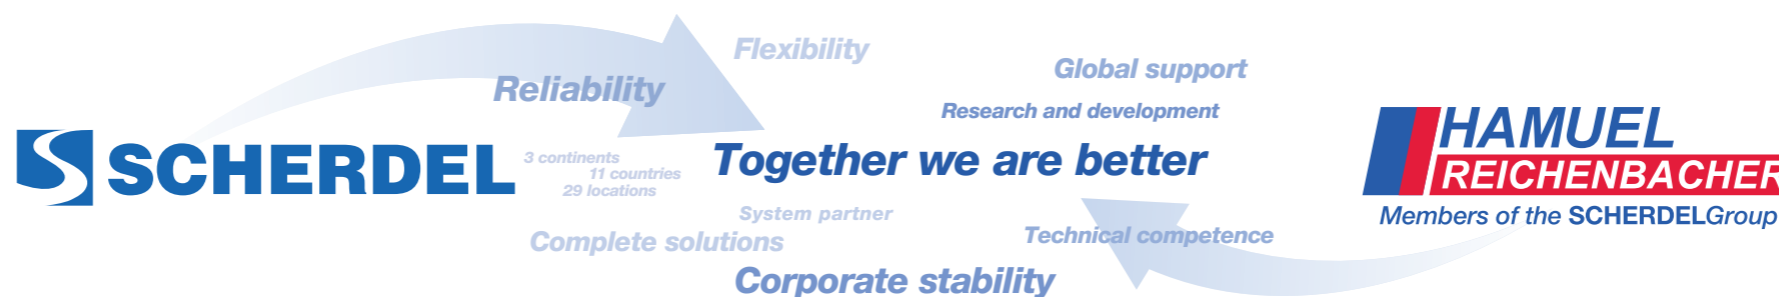 Flexibility
Global support
Reliability
Research and development
SCHERDEL
3 continents
11 countries
29 locations
Together we are better
HAMUEL
REICHENBACHER
Members of the SCHERDELGroup
System partner
Complete solutions
Technical competence
Corporate stability